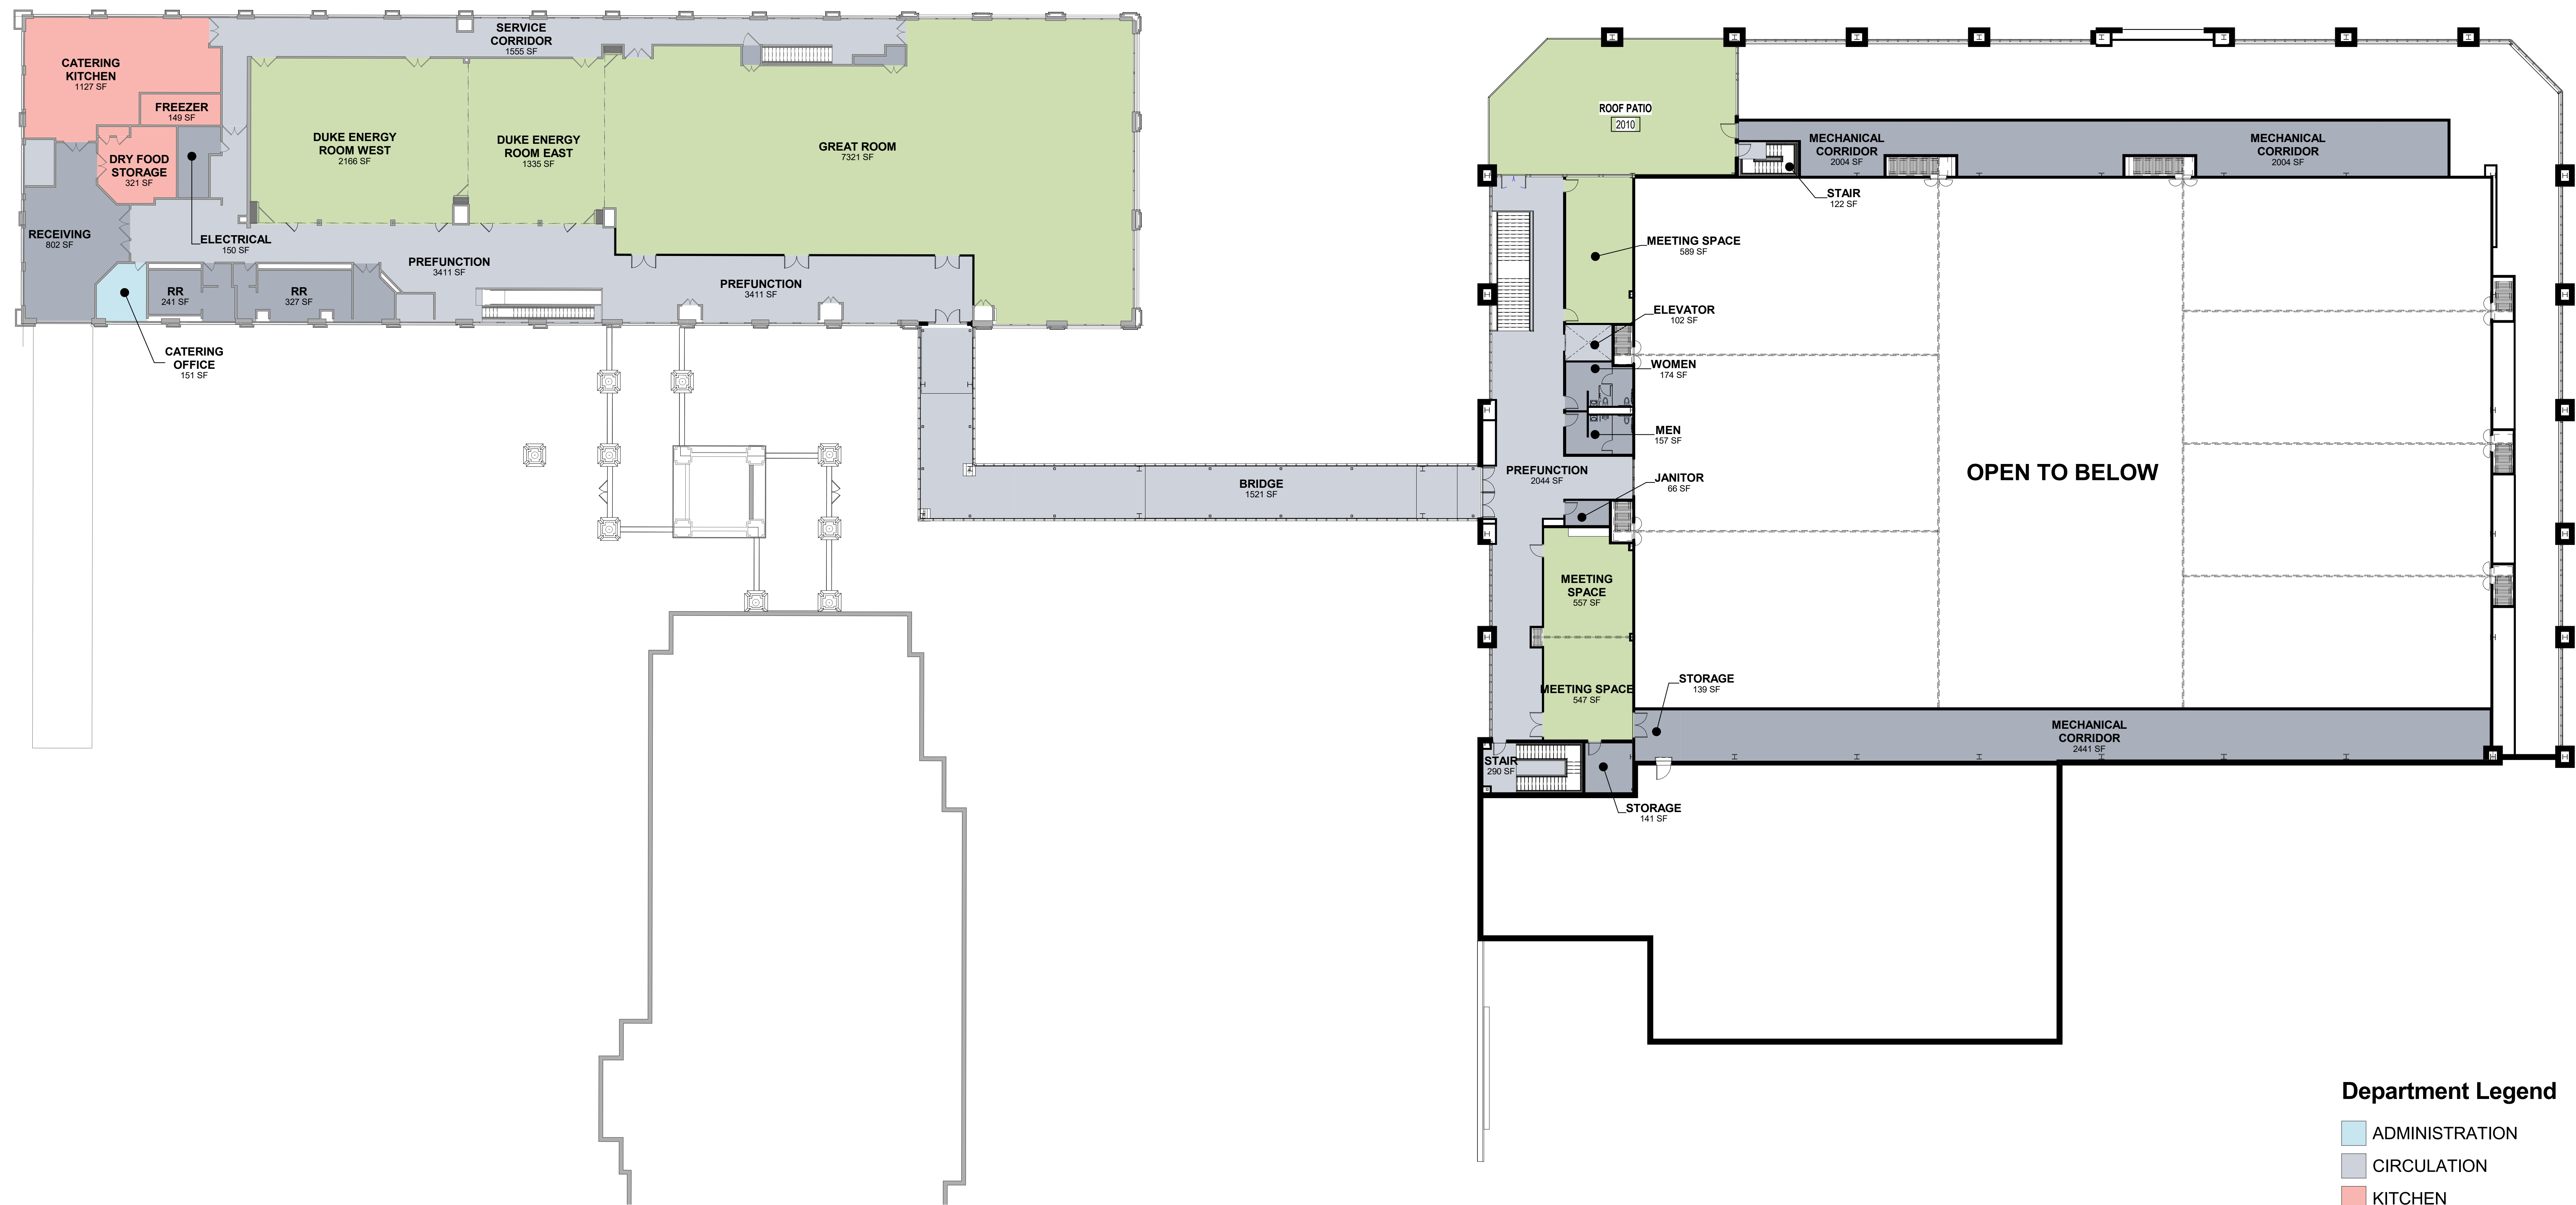 SERVICE
CORRIDOR
1555 SF
CATERING
KITCHEN
1127 SF
FREEZER
149 SF
DRY FOOD
STORAGE
321 SF
DUKE ENERGY
ROOM WEST
2166 SF
DUKE ENERGY
ROOM EAST
1335 SF
GREAT ROOM
7321 SF
RECEIVING
802 SF
ELECTRICAL
150 SF
PREFUNCTION
3411 SF
PREFUNCTION
3411 SF
RR
241 SF
RR
327 SF
CATERING
OFFICE
151 SF
BRIDGE
1521 SF
ROOF PATIO
2010
MECHANICAL
CORRIDOR
2004 SF
MECHANICAL
CORRIDOR
2004 SF
STAIR
122 SF
MEETING SPACE
589 SF
ELEVATOR
102 SF
WOMEN
174 SF
MEN
157 SF
PREFUNCTION
2044 SF
JANITOR
66 SF
OPEN TO BELOW
MEETING
SPACE
557 SF
MEETING SPACE
547 SF
STORAGE
139 SF
MECHANICAL
CORRIDOR
2441 SF
STAIR
290 SF
STORAGE
141 SF
Department Legend
ADMINISTRATION
CIRCULATION
KITCHEN